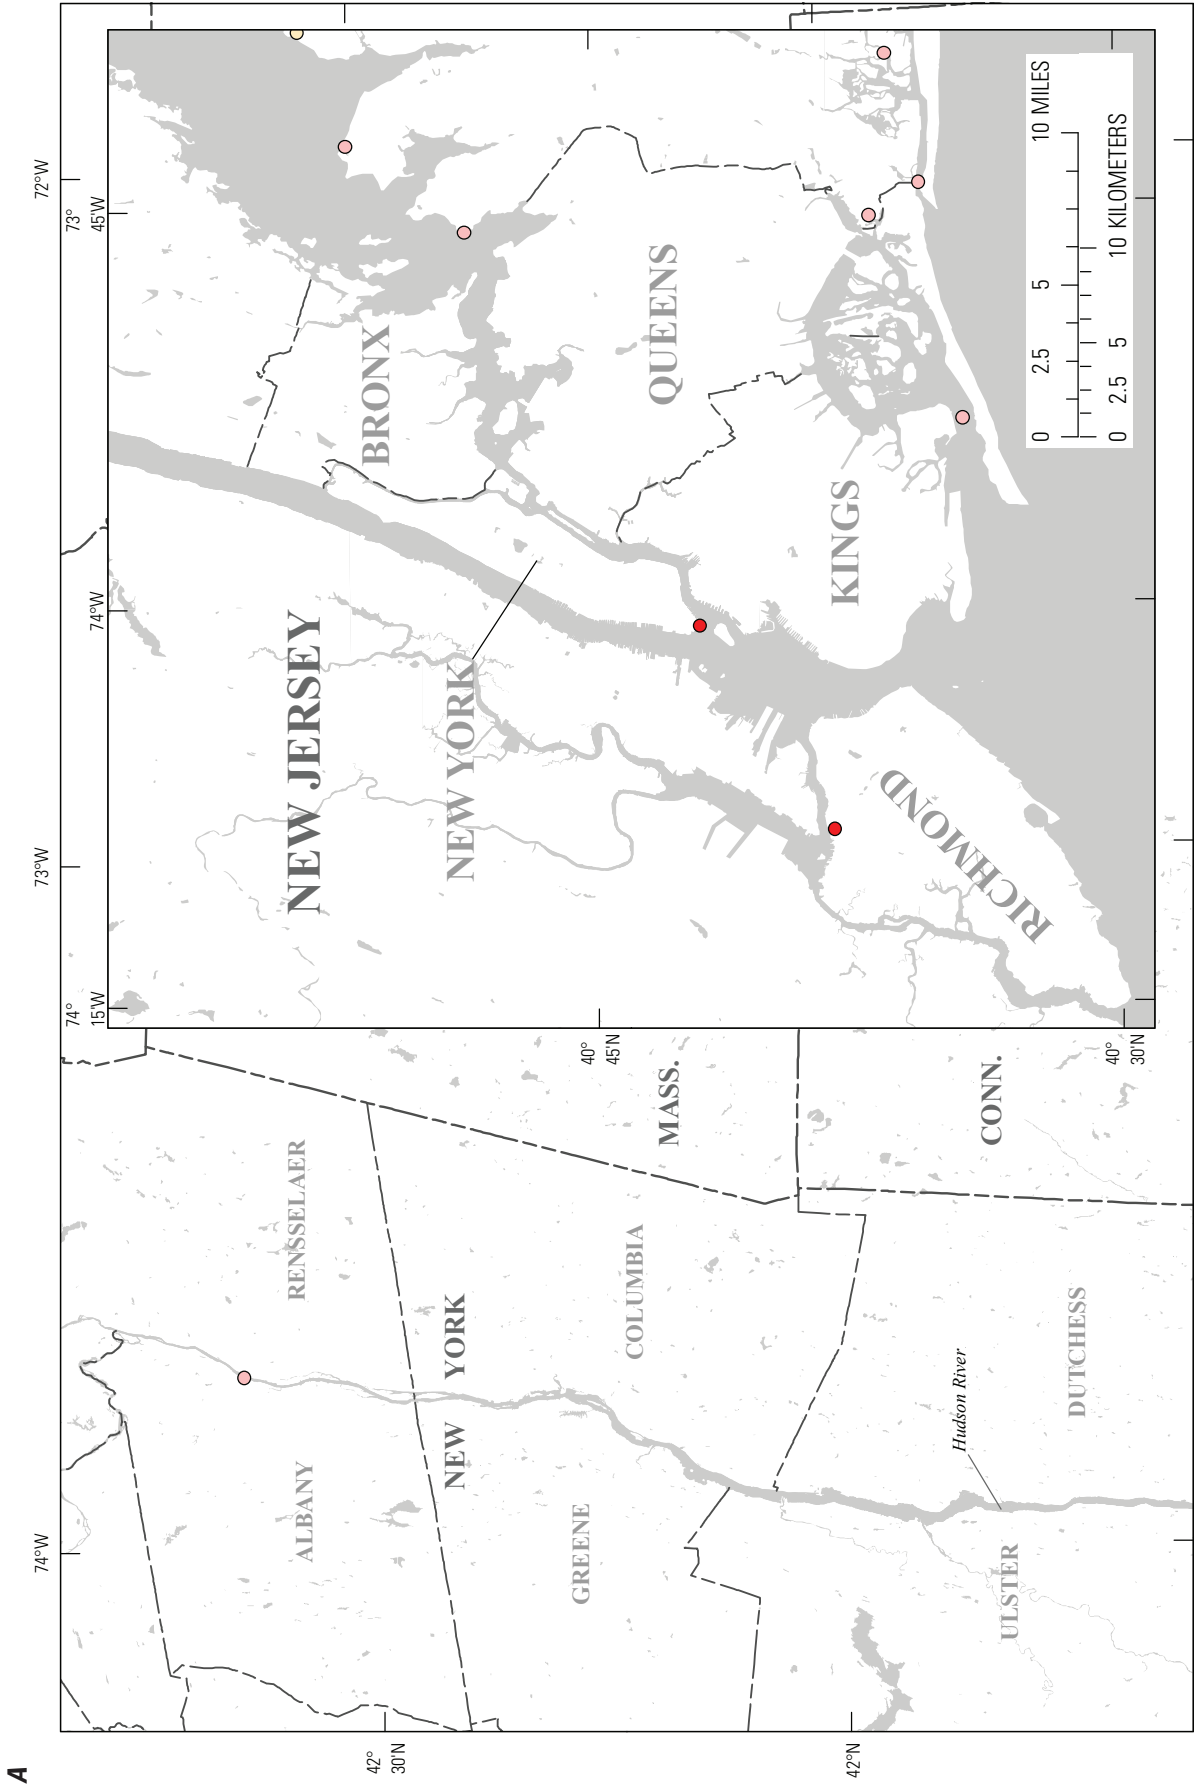 A
74°W
73°W
72°W
42°
30'N
42°N
ALBANY
RENSSELAER
NEW YORK
GREENE
COLUMBIA
MASS.
CONN.
Hudson River
ULSTER
DUTCHESS
74°
15'W
74°W
73°
45'W
40°
45'N
40°
30'N
NEW JERSEY
BRONX
NEW YORK
QUEENS
KINGS
RICHMOND
0 2.5 5 10 MILES
0 2.5 5 10 KILOMETERS